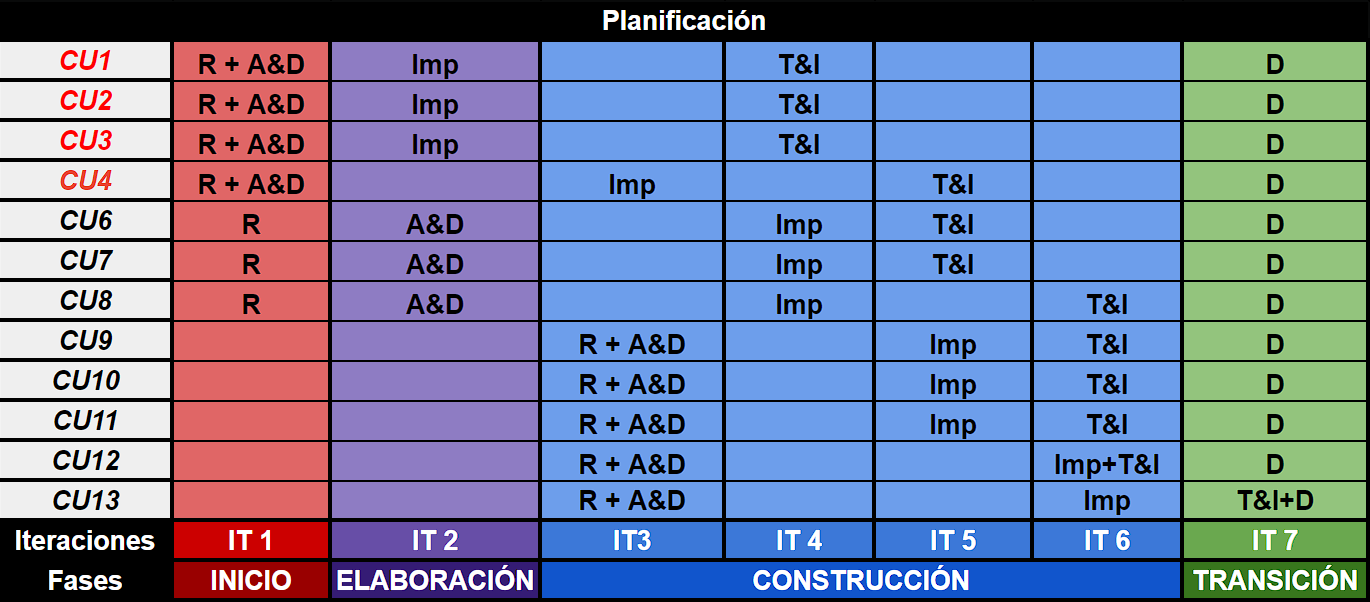 Planificación
CU1 R + A&D Imp T&I D
CU2 R + A&D Imp T&I D
CU3 R + A&D Imp T&I D
CU4 R + A&D Imp T&I D
CU6 R A&D Imp T&I D
CU7 R A&D Imp T&I D
CU8 R A&D Imp T&I D
CU9 R + A&D Imp T&I D
CU10 R + A&D Imp T&I D
CU11 R + A&D Imp T&I D
CU12 R + A&D Imp+T&I D
CU13 R + A&D Imp T&I+D
Iteraciones IT 1 IT 2 IT3 IT 4 IT 5 IT 6 IT 7
Fases INICIO ELABORACIÓN CONSTRUCCIÓN TRANSICIÓN